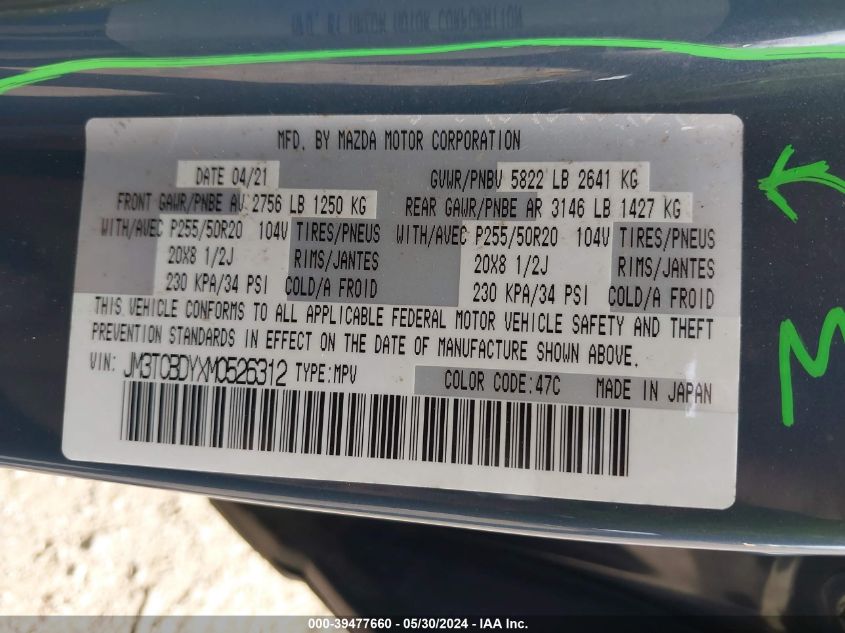 MFD. BY MAZDA MOTOR CORPORATION
DATE 04/21 GVWR/PNBV 5822 LB 2641 KG
FRONT GAWR/PNBE AV 2756 LB 1250 KG REAR GAWR/PNBE AR 3146 LB 1427 KG
WITH/AVEC P255/50R20 104V TIRES/PNEUS WITH/AVEC P255/50R20 104V TIRES/PNEUS
20X8 1/2J RIMS/JANTES 20X8 1/2J RIMS/JANTES
230 KPA/34 PSI COLD/A FROID 230 KPA/34 PSI COLD/A FROID
THIS VEHICLE CONFORMS TO ALL APPLICABLE FEDERAL MOTOR VEHICLE SAFETY AND THEFT
PREVENTION STANDARDS IN EFFECT ON THE DATE OF MANUFACTURE SHOWN ABOVE.
VIN: JM3TCBDYXM0526312 TYPE:MPV COLOR CODE:47C MADE IN JAPAN
000-39477660 - 05/30/2024 - IAA Inc.